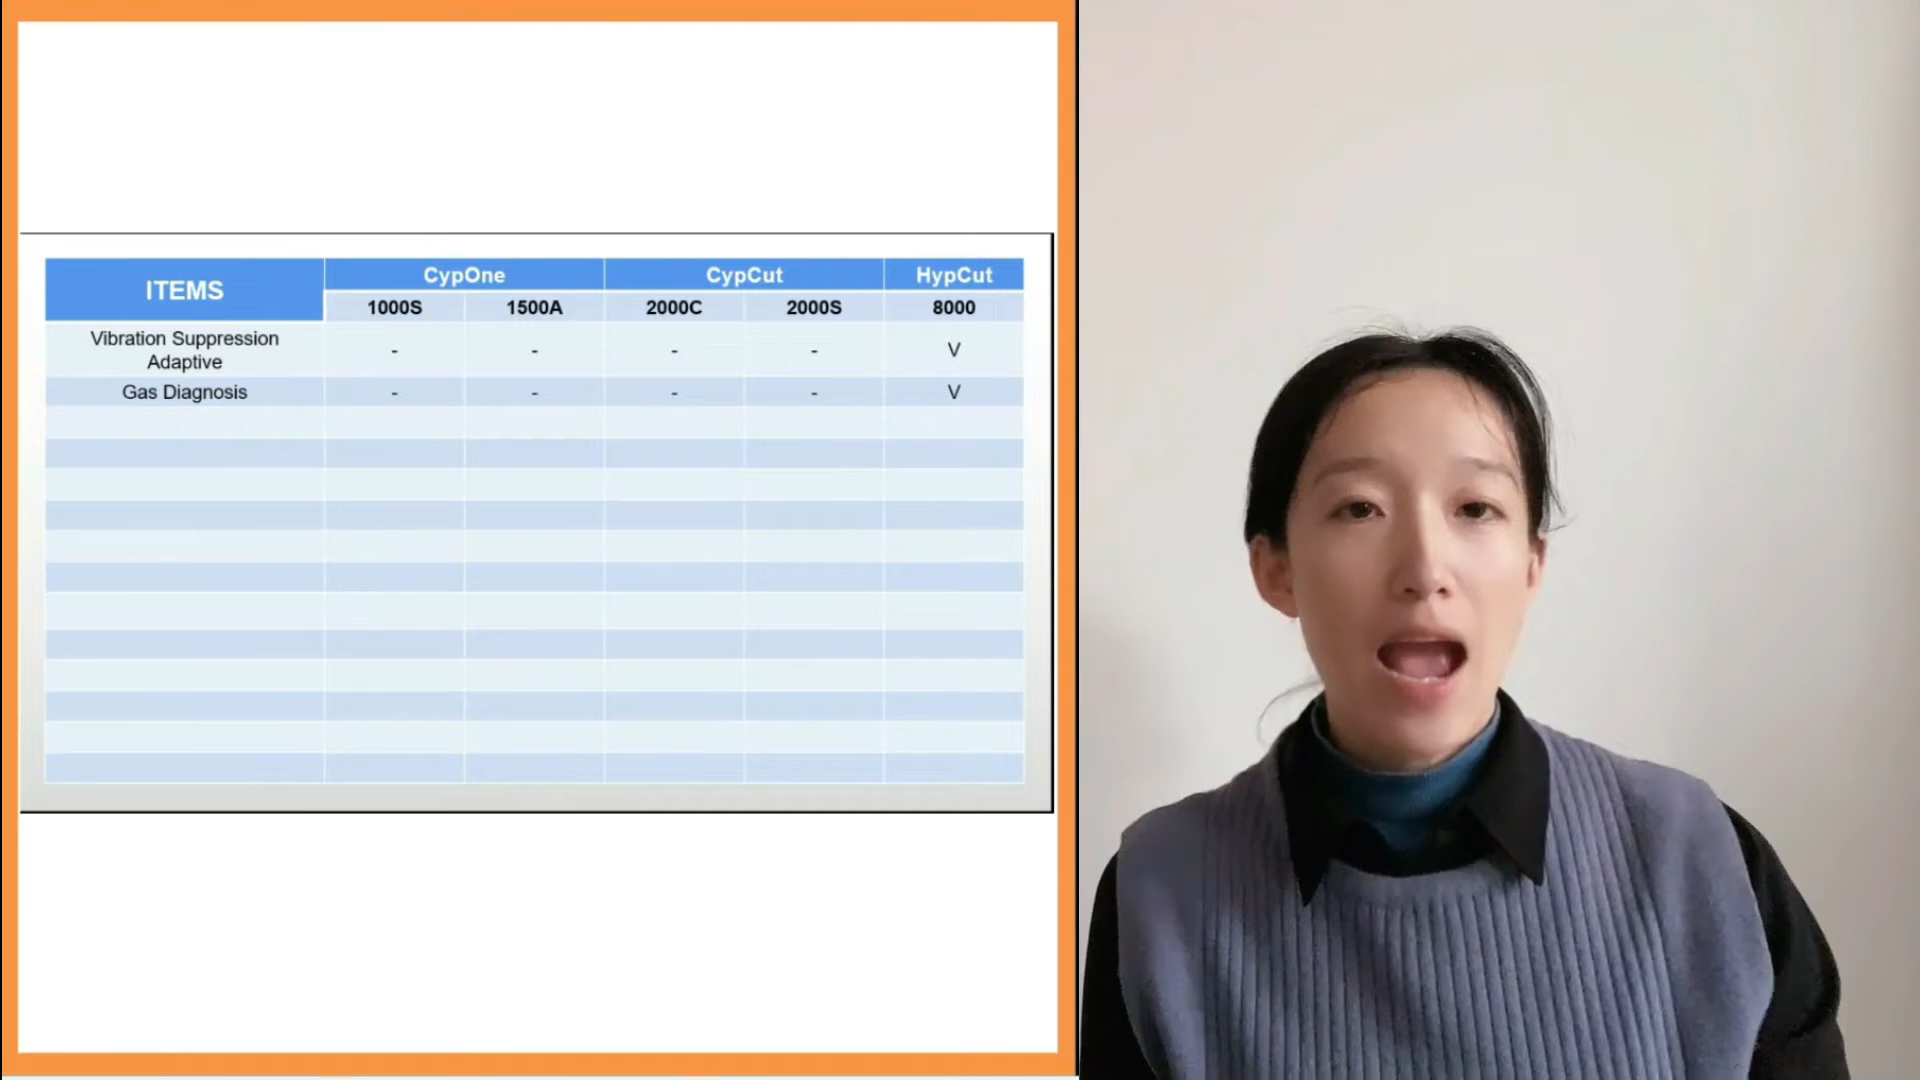 ITEMS CypOne CypCut HypCut
1000S 1500A 2000C 2000S 8000
Vibration Suppression
Adaptive - - - - V
Gas Diagnosis - - - - V